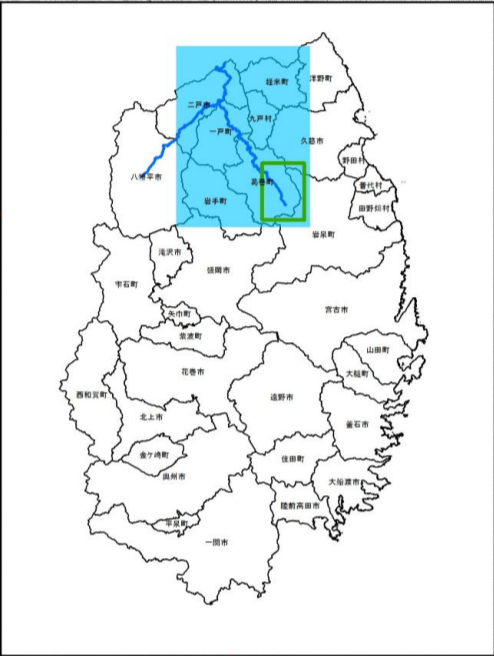 洋野町
軽米町
二戸市
九戸村
一戸町
久慈市
野田村
八幡平市
葛巻町
普代村
岩手町
田野畑村
岩泉町
滝沢市
盛岡市
雫石町
宮古市
矢巾町
紫波町
山田町
花巻市
大槌町
西和賀町
遠野市
北上市
釜石市
金ケ崎町
住田町
奥州市
大船渡市
陸前高田市
平泉町
一関市